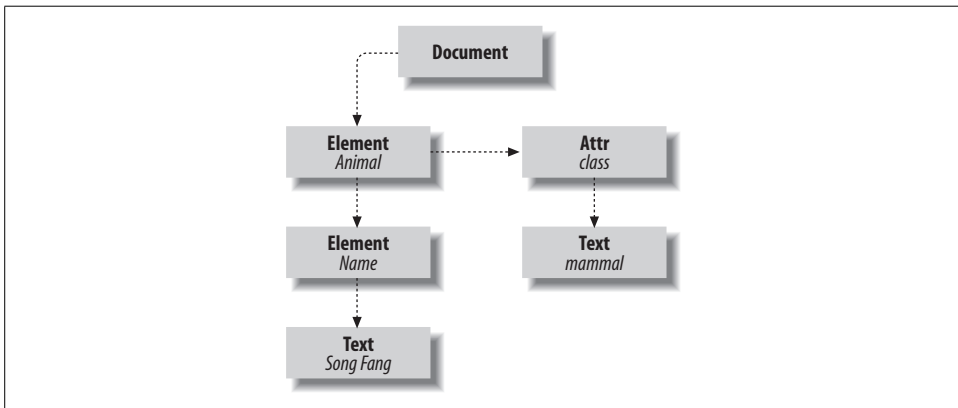 Document
Element
Animal
Attr
class
Element
Name
Text
mammal
Text
Song Fang